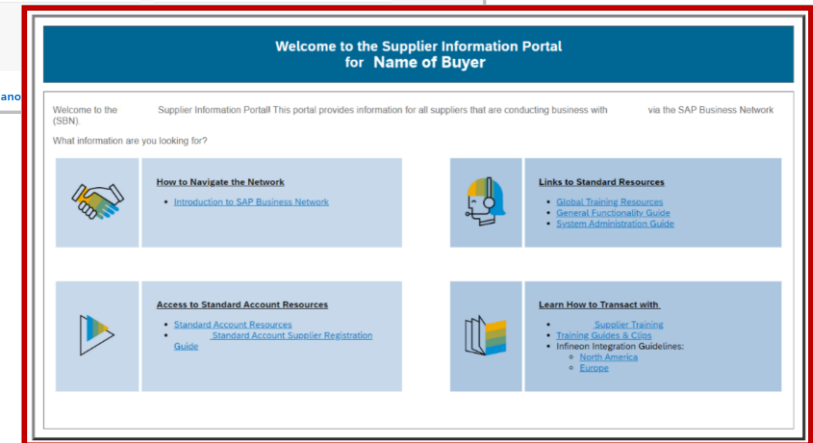 ano
Welcome to the Supplier Information Portal
for Name of Buyer
Welcome to the Supplier Information Portal! This portal provides information for all suppliers that are conducting business with via the SAP Business Network
(SBN).
What information are you looking for?
How to Navigate the Network
• Introduction to SAP Business Network
Links to Standard Resources
• Global Training Resources
• General Functionality Guide
• System Administration Guide
Access to Standard Account Resources
• Standard Account Resources
• Standard Account Supplier Registration
Guide
Learn How to Transact with
• Supplier Training
• Training Guides & Clips
• Infineon Integration Guidelines:
o North America
o Europe